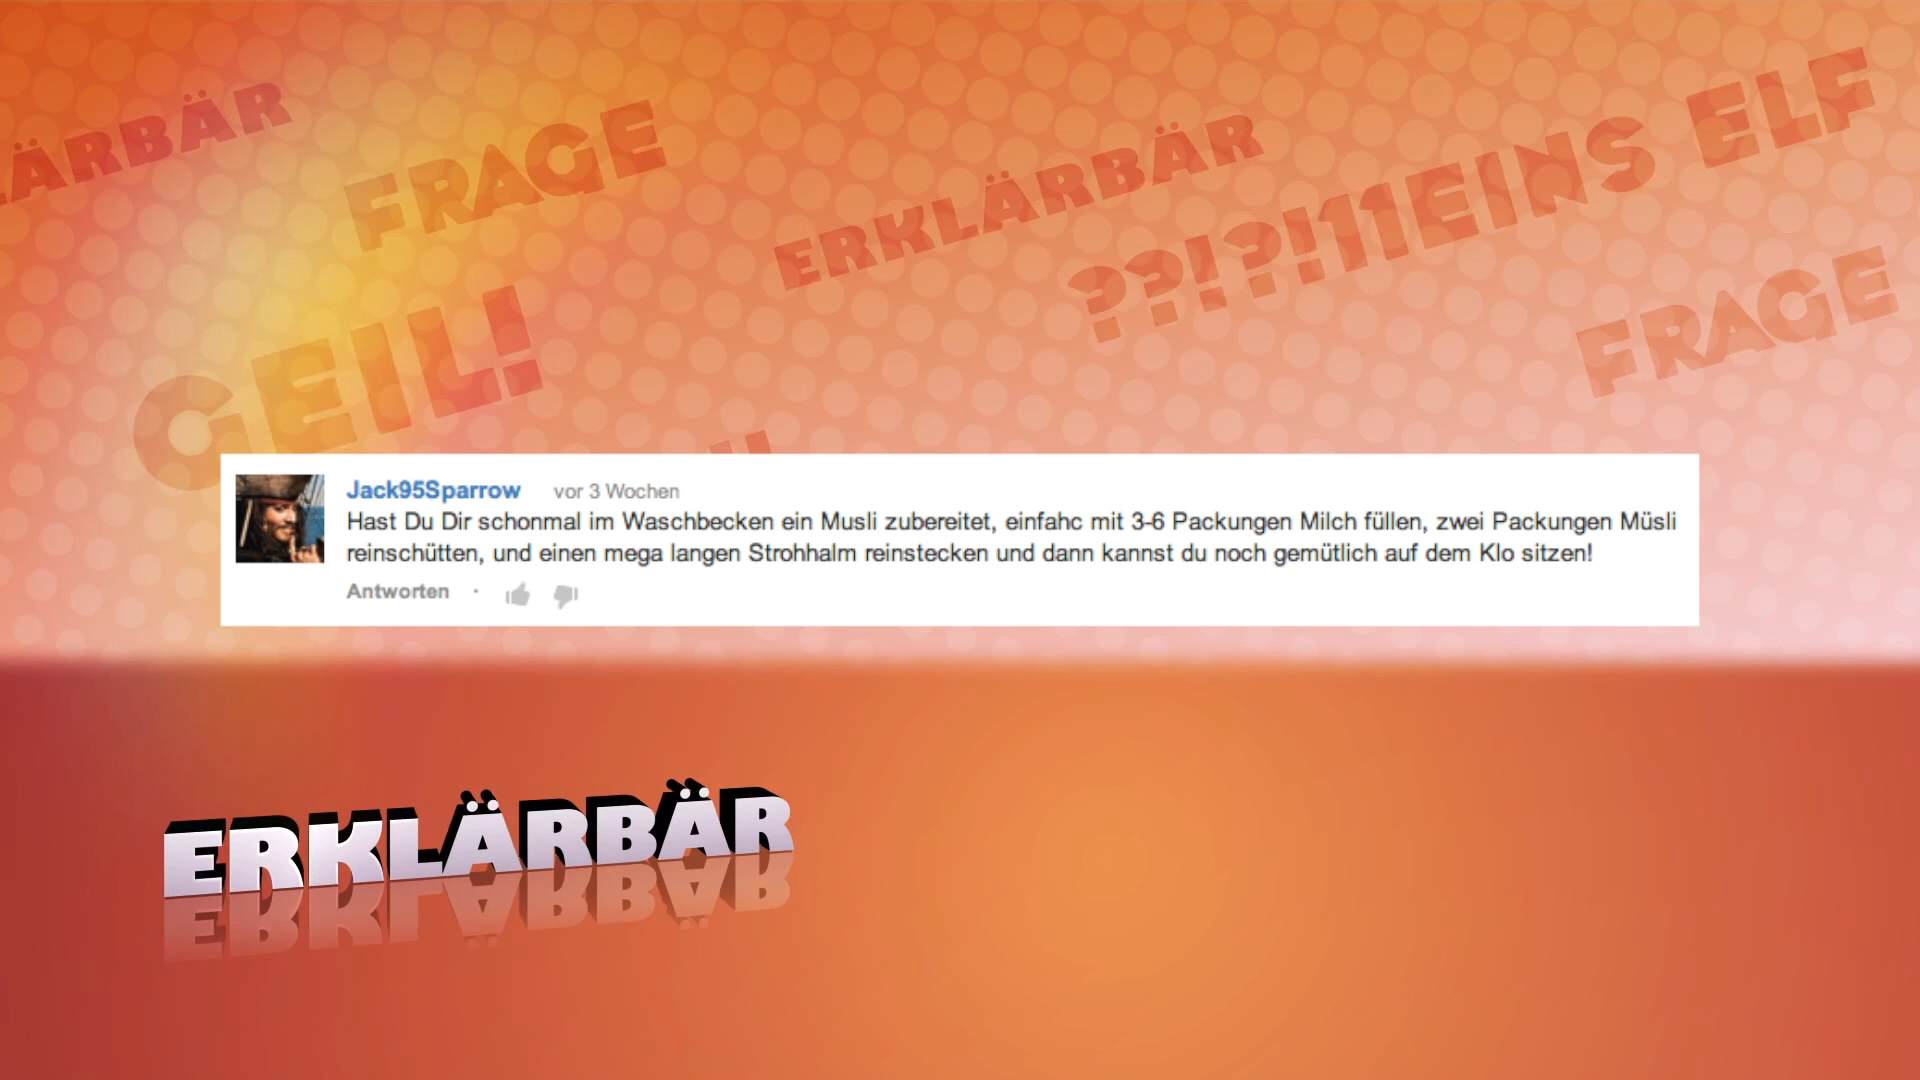 LÄRBÄR
FRAGE
ERKLÄRBÄR
??!?!11EINS ELF
FRAGE
GEIL!
Jack95Sparrow vor 3 Wochen
Hast Du Dir schonmal im Waschbecken ein Musli zubereitet, einfahc mit 3-6 Packungen Milch füllen, zwei Packungen Müsli
reinschütten, und einen mega langen Strohhalm reinstecken und dann kannst du noch gemütlich auf dem Klo sitzen!
Antworten ·
ERKLÄRBÄR